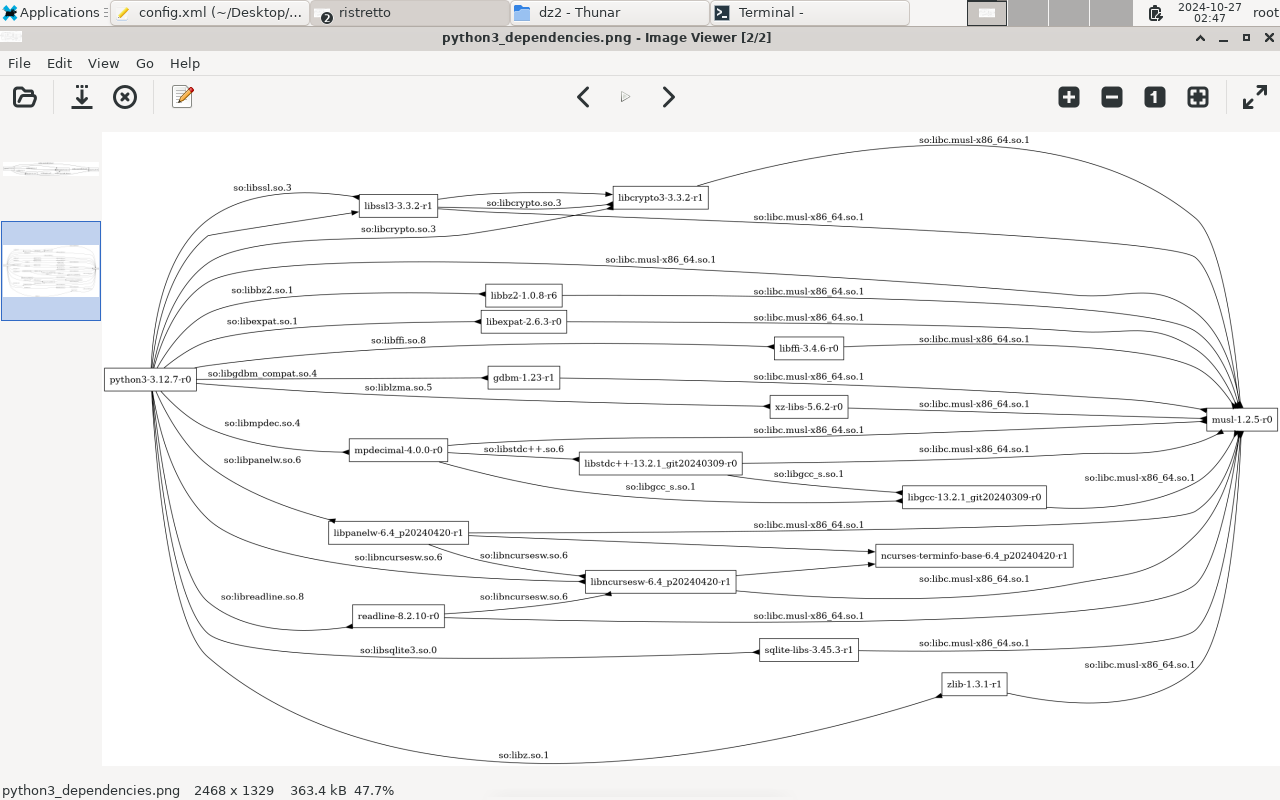 Applications
config.xml (~/Desktop/...
2
ristretto
dz2 - Thunar
Terminal -
2024-10-27
02:47
root
python3_dependencies.png - Image Viewer [2/2]
File Edit View Go Help
1
so:libc.musl-x86_64.so.1
so:libssl.so.3
libssl3-3.3.2-r1
libcrypto3-3.3.2-r1
so:libcrypto.so.3
so:libc.musl-x86_64.so.1
so:libcrypto.so.3
so:libc.musl-x86_64.so.1
so:libbz2.so.1
libbz2-1.0.8-r6
so:libc.musl-x86_64.so.1
so:libexpat.so.1
libexpat-2.6.3-r0
so:libc.musl-x86_64.so.1
so:libffi.so.8
libffi-3.4.6-r0
so:libc.musl-x86_64.so.1
python3-3.12.7-r0
so:libgdbm_compat.so.4
gdbm-1.23-r1
so:libc.musl-x86_64.so.1
so:liblzma.so.5
xz-libs-5.6.2-r0
so:libc.musl-x86_64.so.1
musl-1.2.5-r0
so:libmpdec.so.4
so:libc.musl-x86_64.so.1
mpdecimal-4.0.0-r0
so:libstdc++.so.6
so:libc.musl-x86_64.so.1
so:libpanelw.so.6
libstdc++-13.2.1_git20240309-r0
so:libgcc_s.so.1
so:libc.musl-x86_64.so.1
so:libgcc_s.so.1
libgcc-13.2.1_git20240309-r0
libpanelw-6.4_p20240420-r1
so:libc.musl-x86_64.so.1
so:libncursesw.so.6
so:libncursesw.so.6
ncurses-terminfo-base-6.4_p20240420-r1
libncursesw-6.4_p20240420-r1
so:libc.musl-x86_64.so.1
so:libreadline.so.8
so:libncursesw.so.6
readline-8.2.10-r0
so:libc.musl-x86_64.so.1
so:libsqlite3.so.0
sqlite-libs-3.45.3-r1
so:libc.musl-x86_64.so.1
so:libc.musl-x86_64.so.1
zlib-1.3.1-r1
so:libz.so.1
python3_dependencies.png 2468 x 1329 363.4 kB 47.7%